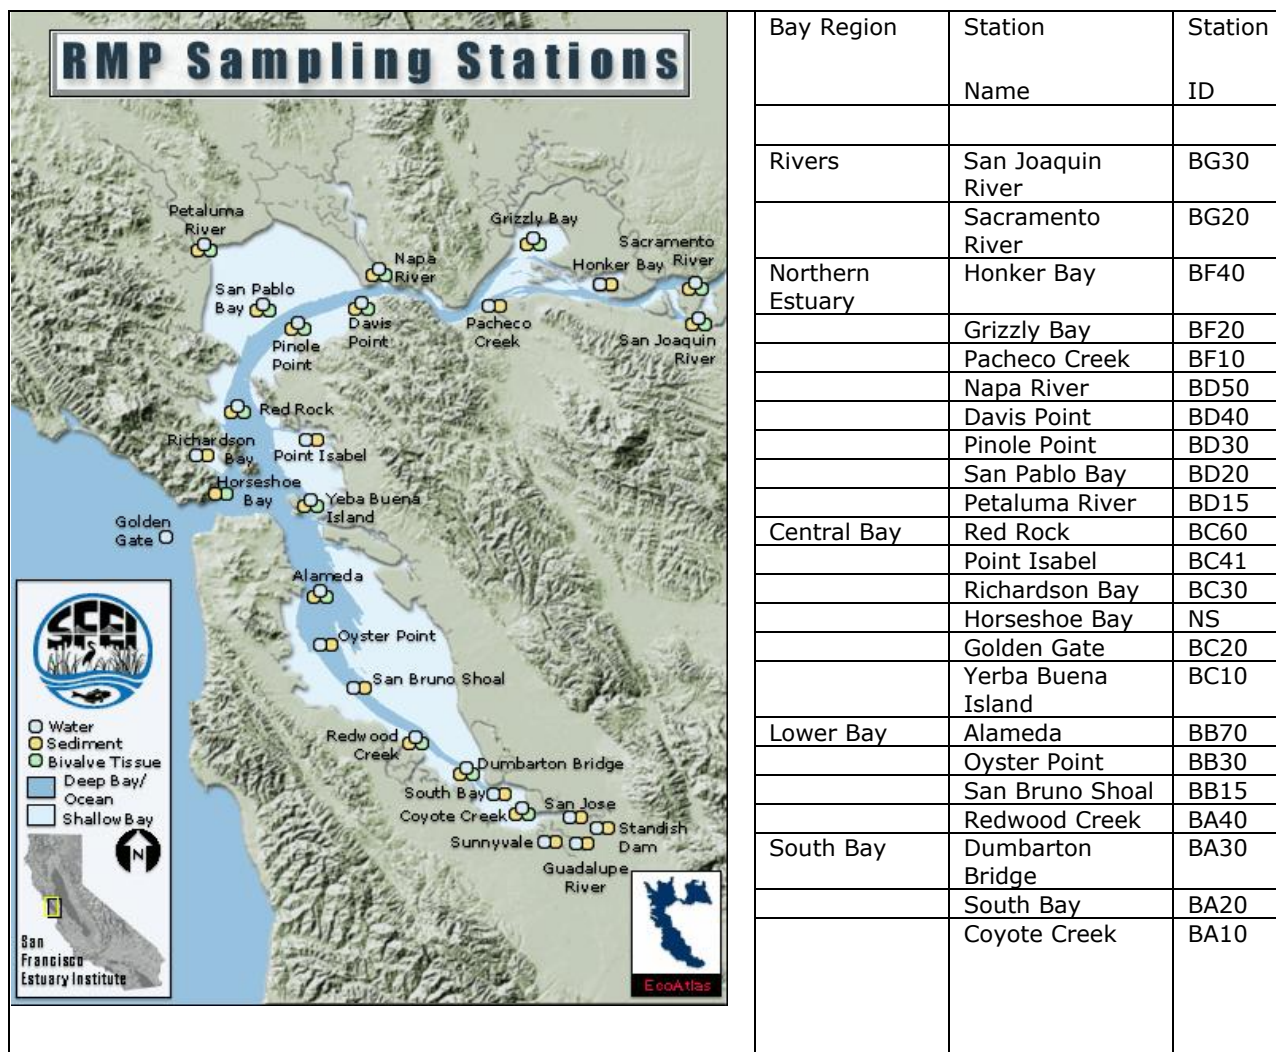 RMP Sampling Stations
Petaluma
River
Grizzly Bay
Sacramento
River
Napa
River
Honker Bay
San Pablo
Bay
Davis
Point
Pacheco
Creek
San Joaquin
River
Pinole
Point
Red Rock
Richardson
Bay
Point Isabel
Horseshoe
Bay
Yeba Buena
Island
Golden
Gate
Alameda
Oyster Point
San Bruno Shoal
Redwood
Creek
Dumbarton Bridge
South Bay
San Jose
Coyote Creek
Standish
Dam
Sunnyvale
Guadalupe
River
SFEI
Water
Sediment
Bivalve Tissue
Deep Bay/
Ocean
Shallow Bay
N
San
Francisco
Estuary Institute
EcoAtlas
Bay Region Station Station
Name ID
Rivers San Joaquin BG30
River
Sacramento BG20
River
Northern Honker Bay BF40
Estuary
Grizzly Bay BF20
Pacheco Creek BF10
Napa River BD50
Davis Point BD40
Pinole Point BD30
San Pablo Bay BD20
Petaluma River BD15
Central Bay Red Rock BC60
Point Isabel BC41
Richardson Bay BC30
Horseshoe Bay NS
Golden Gate BC20
Yerba Buena BC10
Island
Lower Bay Alameda BB70
Oyster Point BB30
San Bruno Shoal BB15
Redwood Creek BA40
South Bay Dumbarton BA30
Bridge
South Bay BA20
Coyote Creek BA10